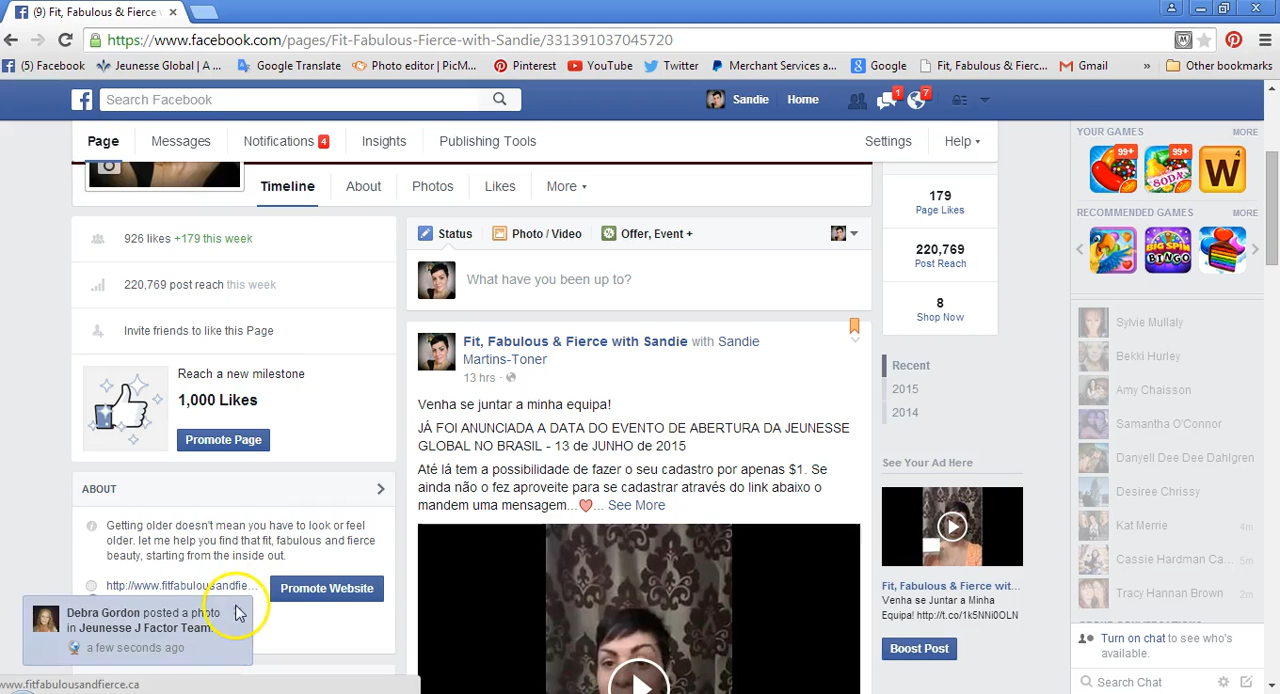 (9) Fit, Fabulous & Fierce
https://www.facebook.com/pages/Fit-Fabulous-Fierce-with-Sandie/331391037045720
(5) Facebook
Jeunesse Global | A ...
Google Translate
Photo editor | PicM...
Pinterest
YouTube
Twitter
Merchant Services a...
Google
Fit, Fabulous & Fierc...
Gmail
»
Other bookmarks
Search Facebook
Sandie
Home
1
7
Page
Messages
Notifications 4
Insights
Publishing Tools
Settings
Help
Timeline
About
Photos
Likes
More
926 likes +179 this week
220,769 post reach this week
Invite friends to like this Page
Reach a new milestone
1,000 Likes
Promote Page
ABOUT
Getting older doesn't mean you have to look or feel
older. let me help you find that fit, fabulous and fierce
beauty, starting from the inside out.
http://www.fitfabulousandfie...
Promote Website
Debra Gordon posted a photo
in Jeunesse J Factor Team.
a few seconds ago
www.fitfabulousandfierce.ca
Status
Photo / Video
Offer, Event +
What have you been up to?
Fit, Fabulous & Fierce with Sandie with Sandie
Martins-Toner
13 hrs ·
Venha se juntar a minha equipa!
JÁ FOI ANUNCIADA A DATA DO EVENTO DE ABERTURA DA JEUNESSE
GLOBAL NO BRASIL - 13 de JUNHO de 2015
Até lá tem a possibilidade de fazer o seu cadastro por apenas $1. Se
ainda não o fez aproveite para se cadastrar através do link abaixo o
mandem uma mensagem...❤... See More
179
Page Likes
220,769
Post Reach
8
Shop Now
Recent
2015
2014
See Your Ad Here
Fit, Fabulous & Fierce wit...
Venha se Juntar a Minha
Equipa! http://t.co/1k5NNi0OLN
Boost Post
YOUR GAMES
MORE
99+
99+
SODA
4
W
RECOMMENDED GAMES
MORE
BIG SPIN
BINGO
Sylvie Mullaly
Bekki Hurley
Amy Chaisson
Samantha O'Connor
Danyell Dee Dee Dahlgren
Desiree Chrissy
Kat Merrie 4m
Cassie Hardman Ca... 5m
Tracy Hannan Brown 2m
Turn on chat to see who's
available.
Search Chat